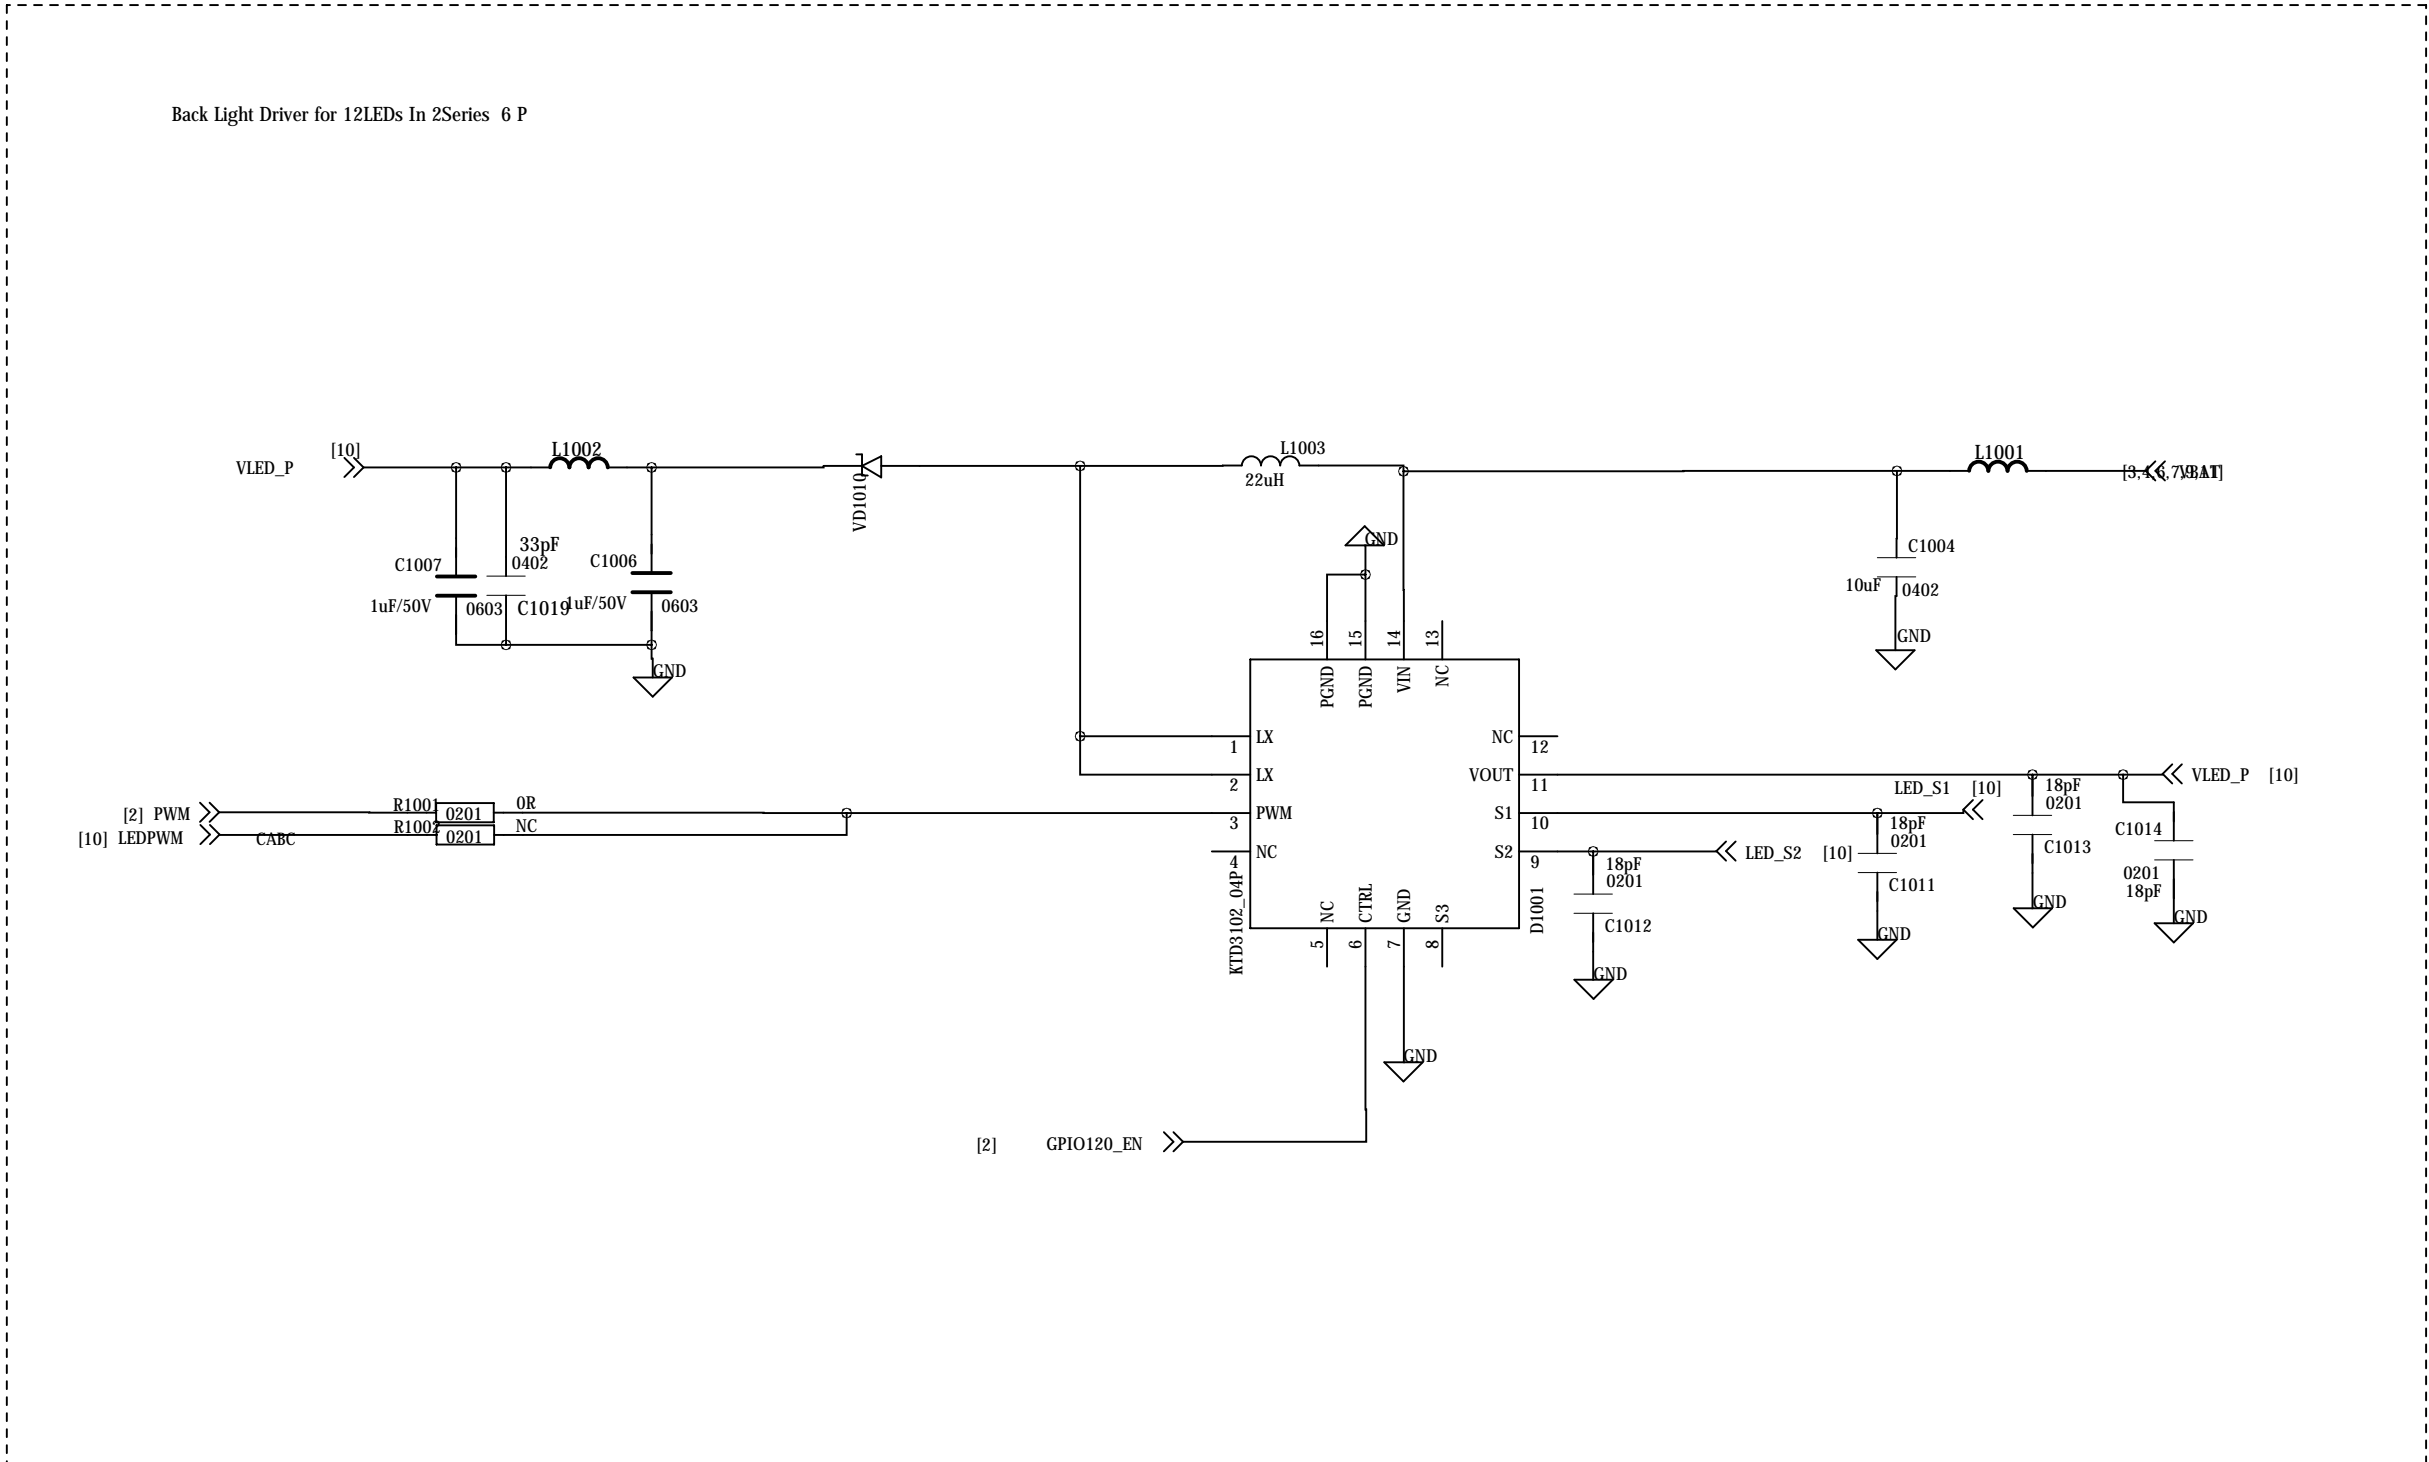 Back Light Driver for 12LEDs In 2Series 6 P
VLED_P [10]
L1002
VD1010
L1003
22uH
L1001
VBAT
C1007
1uF/50V
0603
33pF
0402
C1019
C1006
1uF/50V
0603
GND
GND
C1004
10uF
0402
GND
16 15 14 13
PGND PGND VIN NC
1 LX
2 LX
3 PWM
4 NC
NC 12
VOUT 11
S1 10
S2 9
NC CTRL GND S3
5 6 7 8
KTD3102_04P
D1001
[2] PWM
R1001 0201 0R
[10] LEDPWM CABC
R1002 0201 NC
VLED_P [10]
LED_S1 [10]
LED_S2 [10]
18pF
0201
C1012
GND
18pF
0201
C1011
GND
18pF
0201
C1013
GND
C1014
0201
18pF
GND
GND
[2] GPIO120_EN